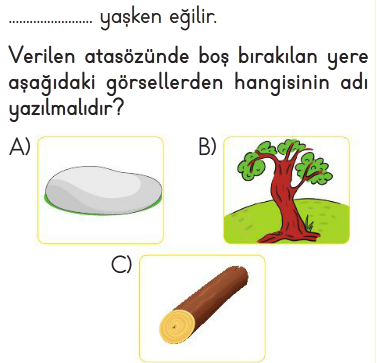 ........................ yaşken eğilir.
Verilen atasözünde boş bırakılan yere
aşağıdaki görsellerden hangisinin adı
yazılmalıdır?
A) B)
C)